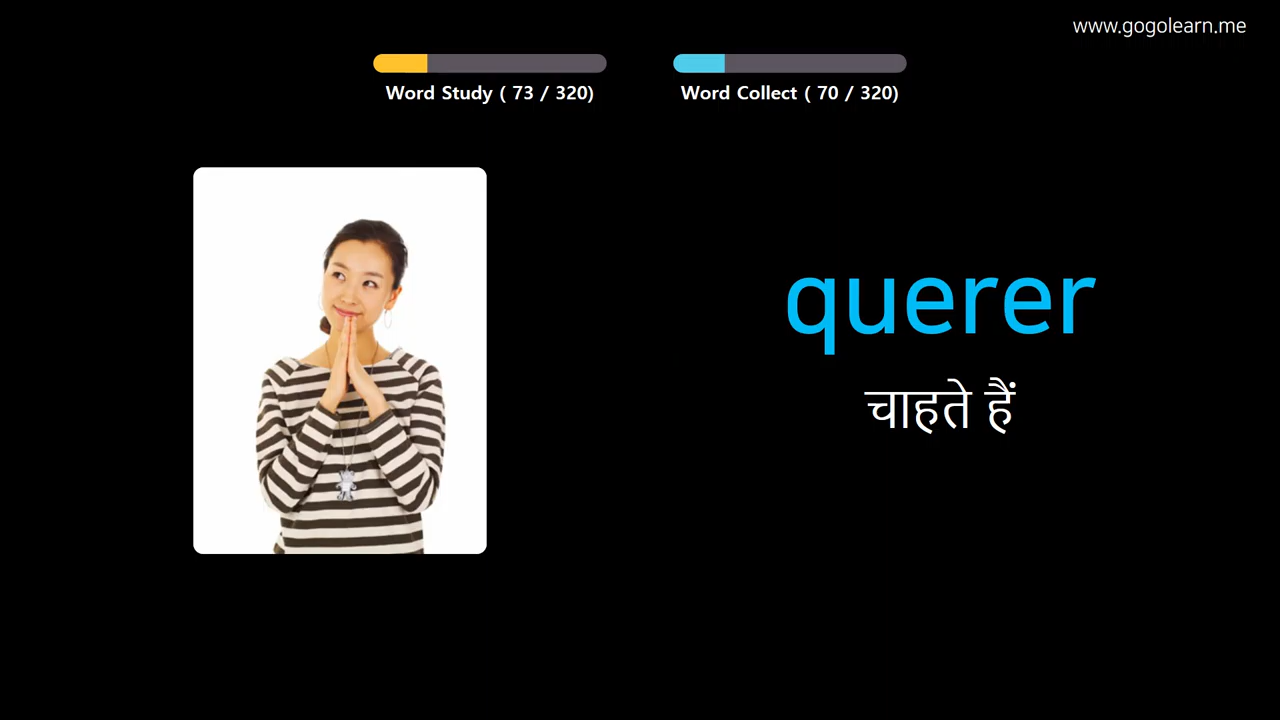 www.gogolearn.me
Word Study ( 73 / 320)
Word Collect ( 70 / 320)
querer
चाहते हैं